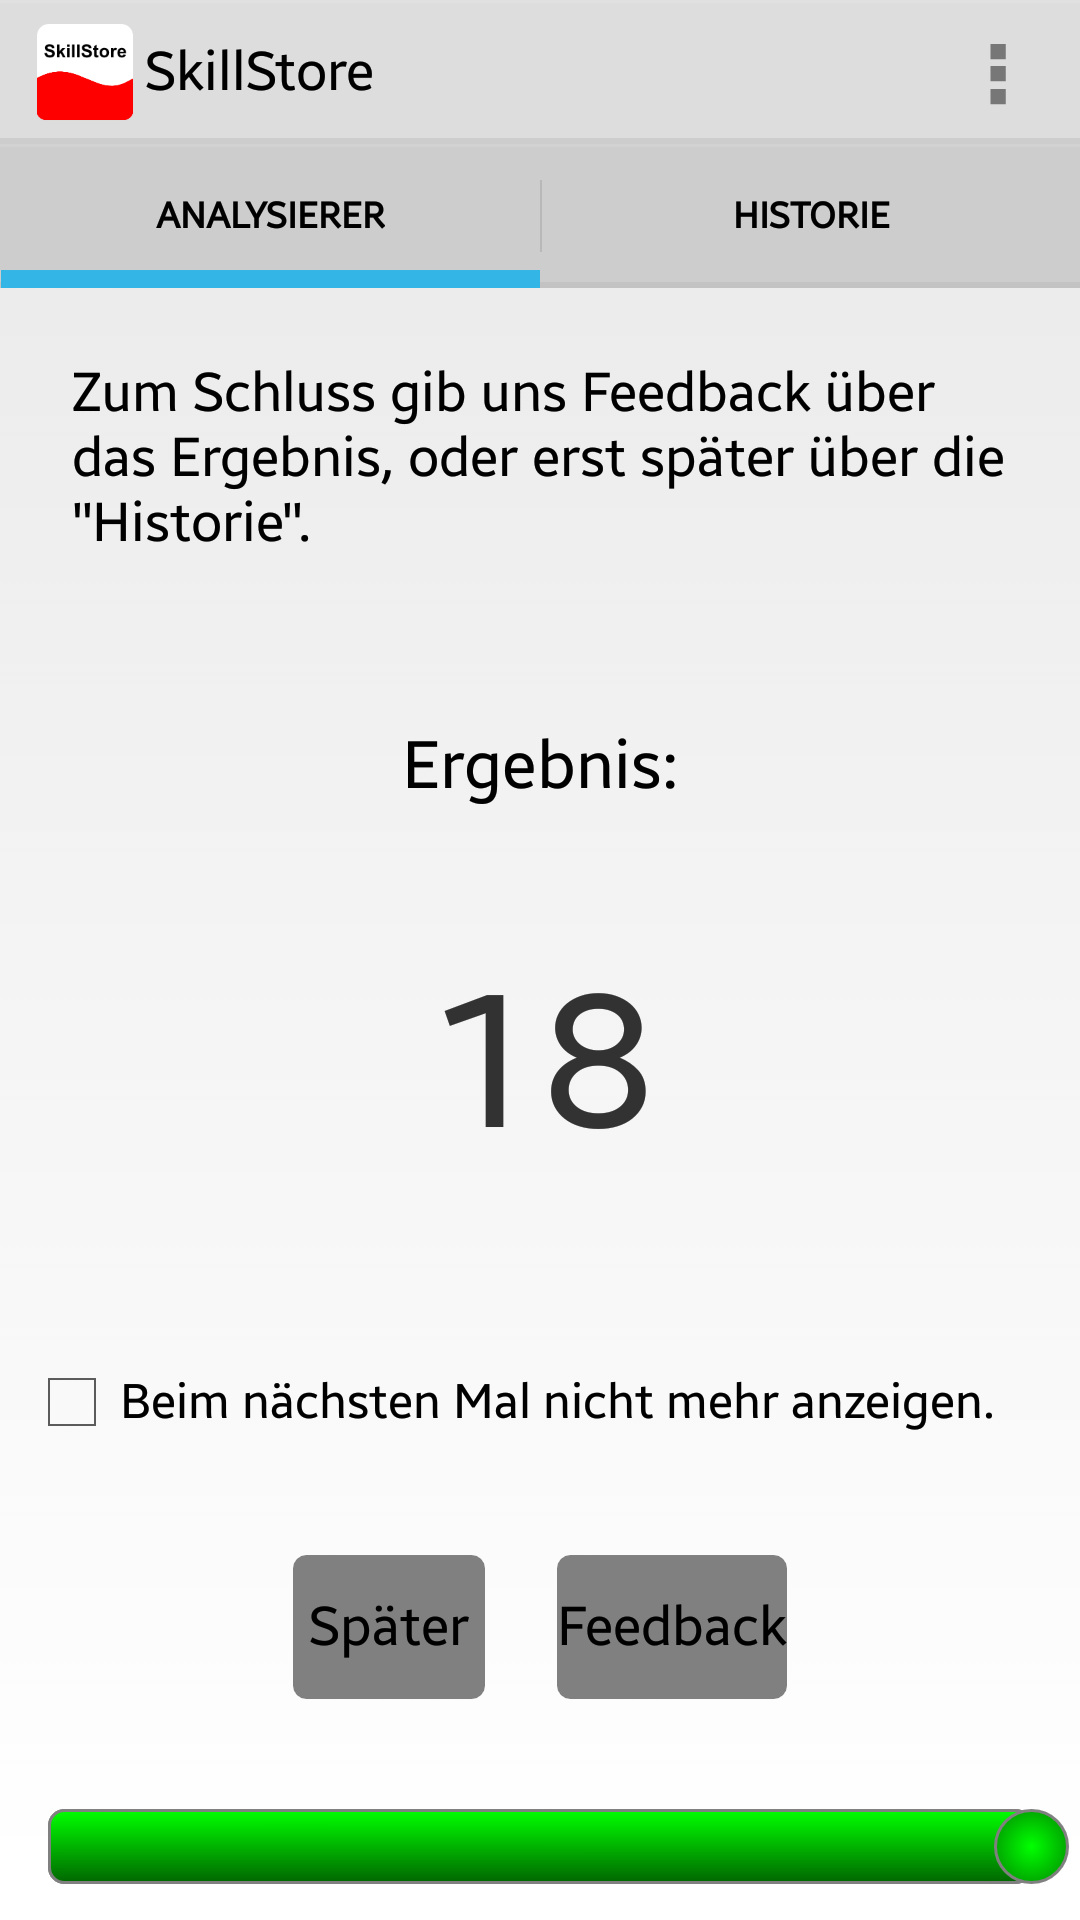 SkillStore
SkillStore
ANALYSIERER
HISTORIE
Zum Schluss gib uns Feedback über
das Ergebnis, oder erst später über die
"Historie".
Ergebnis:
18
Beim nächsten Mal nicht mehr anzeigen.
Später
Feedback